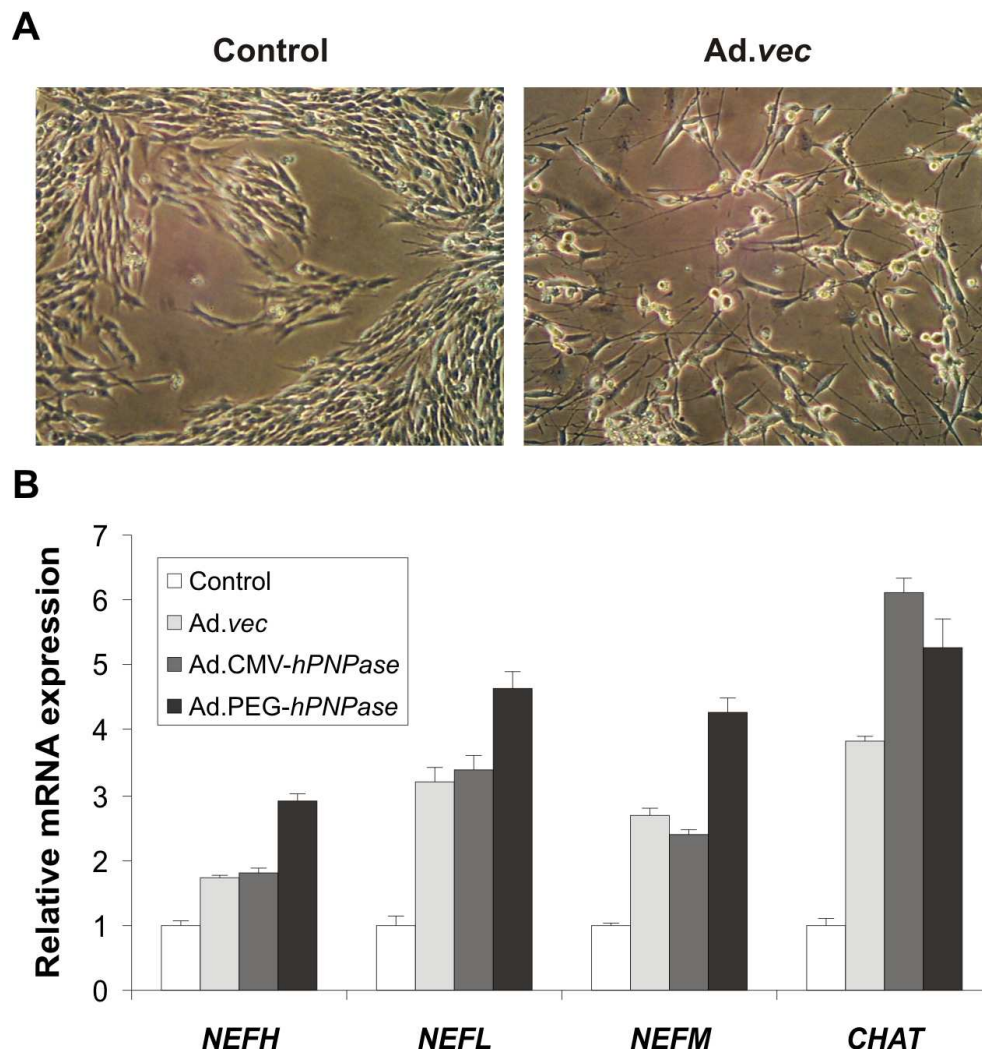 A
Control
Ad.vec
B
Relative mRNA expression
7
6
5
4
3
2
1
0
Control
Ad.vec
Ad.CMV-hPNPase
Ad.PEG-hPNPase
NEFH
NEFL
NEFM
CHAT